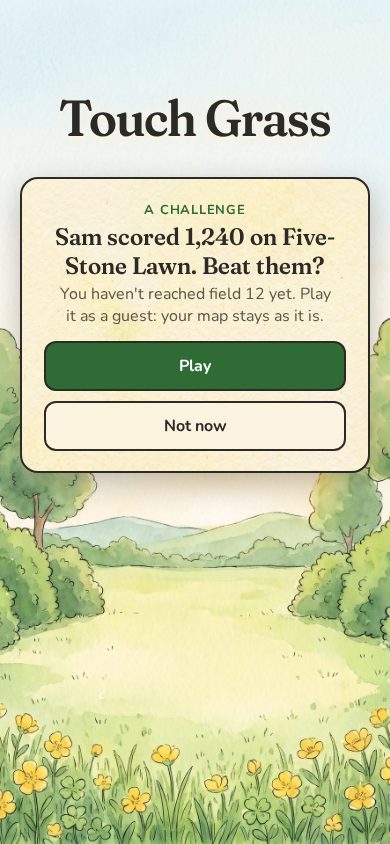 Touch Grass
A CHALLENGE
Sam scored 1,240 on Five-
Stone Lawn. Beat them?
You haven't reached field 12 yet. Play
it as a guest: your map stays as it is.
Play
Not now